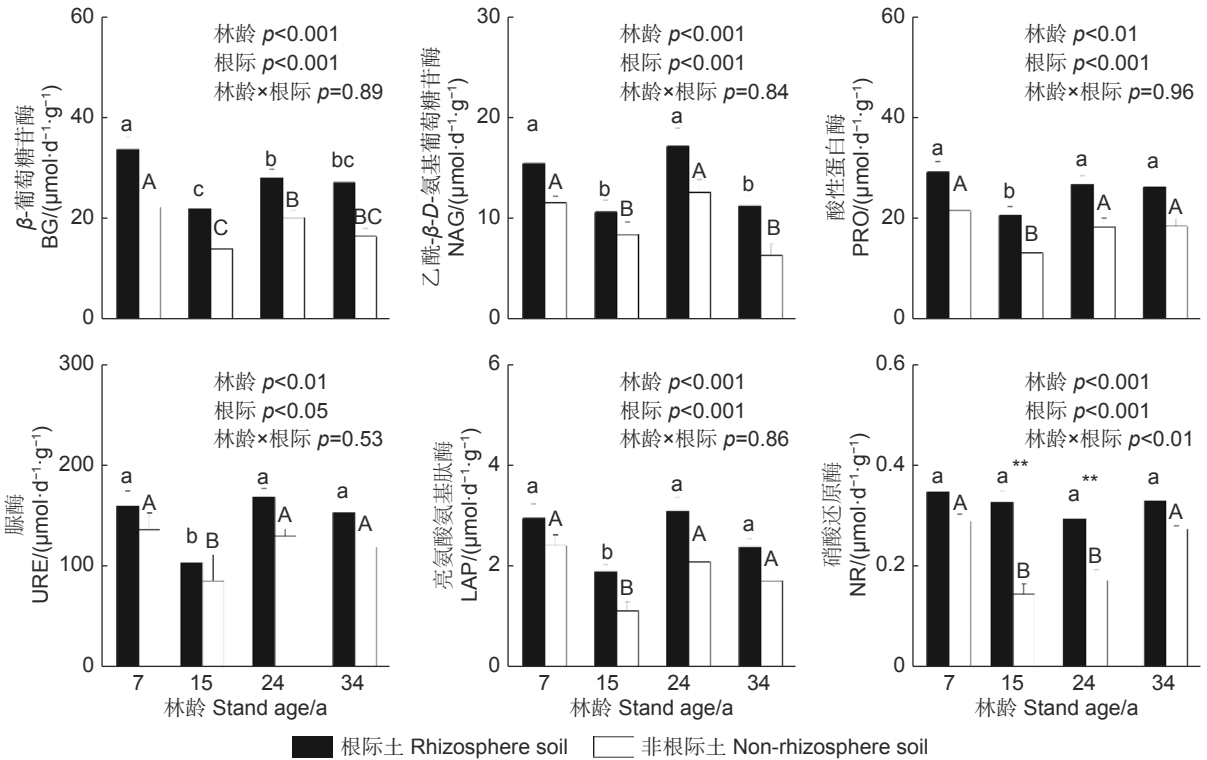 β-葡萄糖苷酶
BG/(μmol·d⁻¹·g⁻¹)
60
40
20
0
林龄 p<0.001
根际 p<0.001
林龄×根际 p=0.89
a
A
c
C
b
B
bc
BC
乙酰-β-D-氨基葡萄糖苷酶
NAG/(μmol·d⁻¹·g⁻¹)
30
20
10
0
林龄 p<0.001
根际 p<0.001
林龄×根际 p=0.84
a
A
b
B
a
A
b
B
酸性蛋白酶
PRO/(μmol·d⁻¹·g⁻¹)
60
40
20
0
林龄 p<0.01
根际 p<0.001
林龄×根际 p=0.96
a
A
b
B
a
A
a
A
脲酶
URE/(μmol·d⁻¹·g⁻¹)
300
200
100
0
林龄 p<0.01
根际 p<0.05
林龄×根际 p=0.53
a
A
b
B
a
A
a
A
7 15 24 34
林龄 Stand age/a
亮氨酸氨基肽酶
LAP/(μmol·d⁻¹·g⁻¹)
6
4
2
0
林龄 p<0.001
根际 p<0.001
林龄×根际 p=0.86
a
A
b
B
a
A
a
A
7 15 24 34
林龄 Stand age/a
硝酸还原酶
NR/(μmol·d⁻¹·g⁻¹)
0.6
0.4
0.2
0
林龄 p<0.001
根际 p<0.001
林龄×根际 p<0.01
a
A
a
**
B
a
**
B
a
A
7 15 24 34
林龄 Stand age/a
根际土 Rhizosphere soil 非根际土 Non-rhizosphere soil